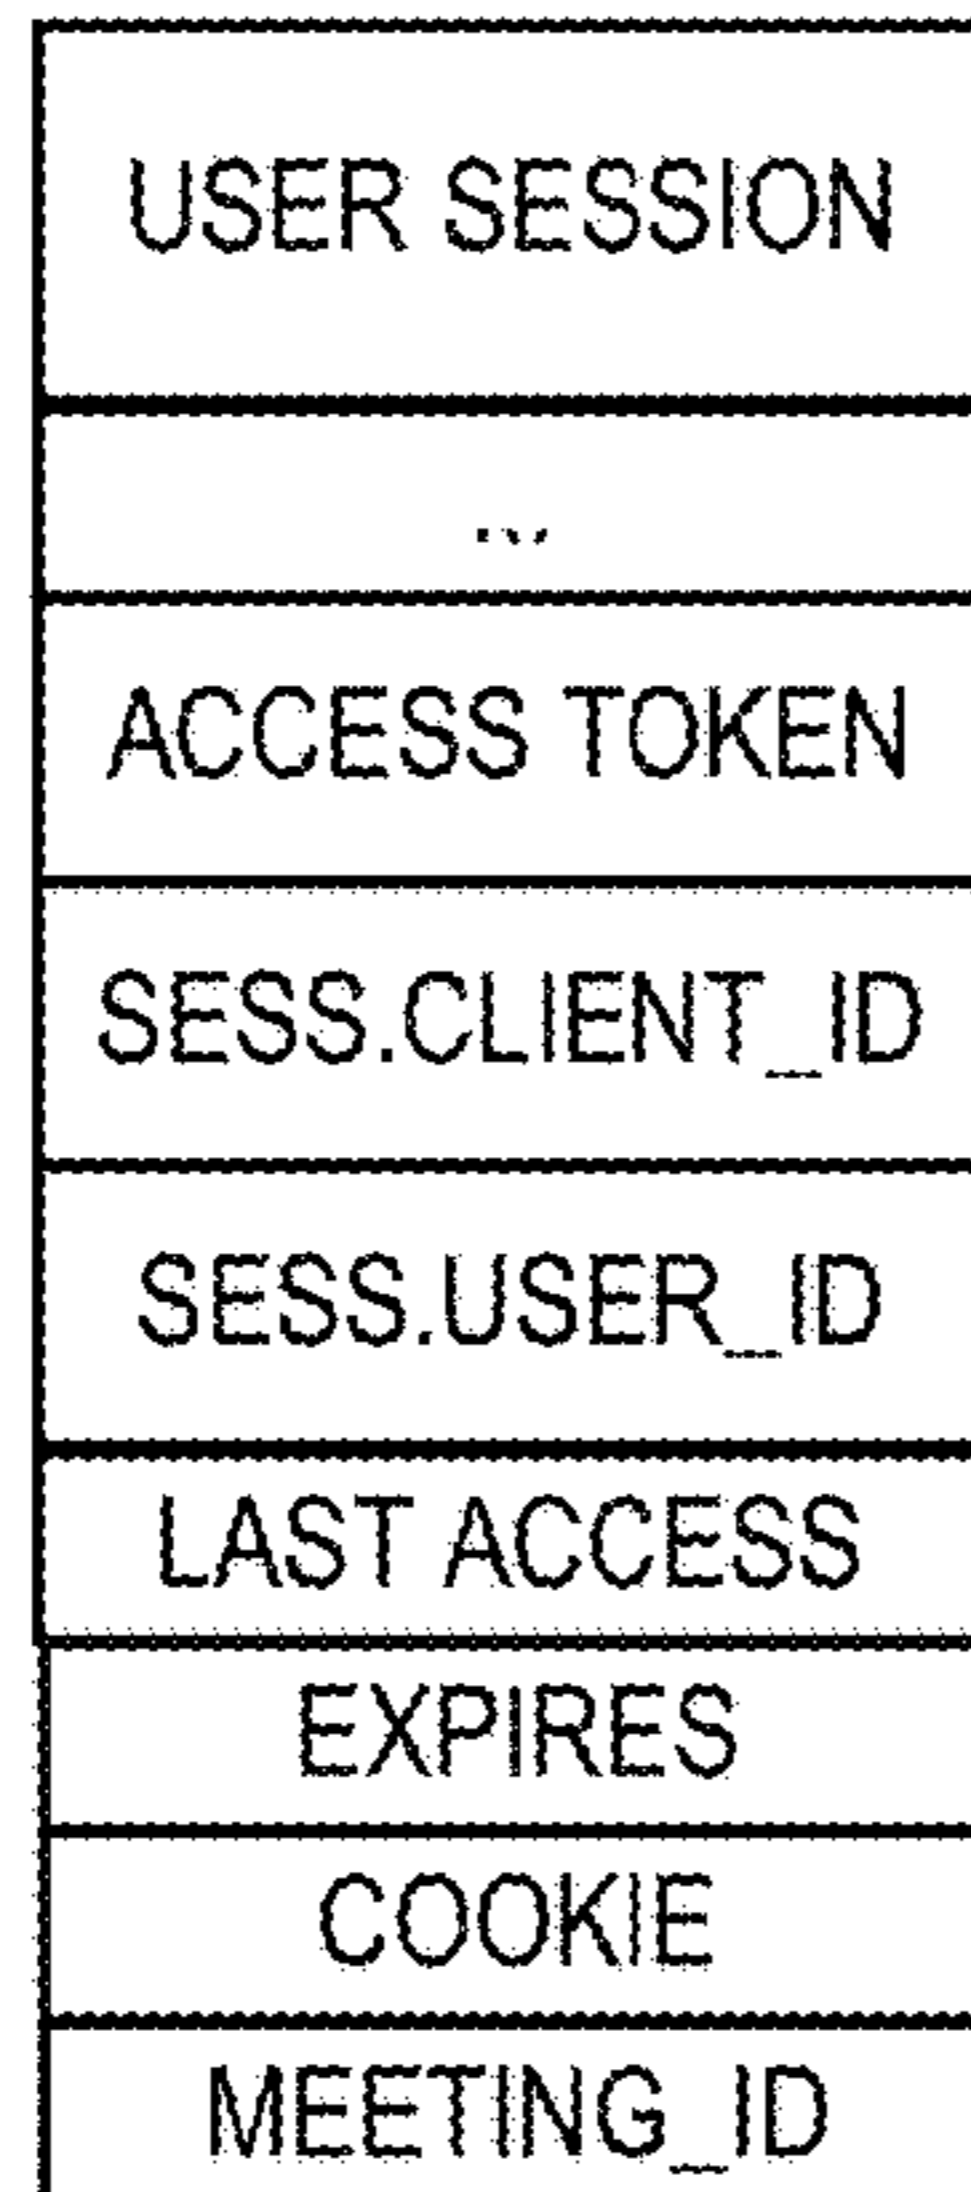 USER SESSION
...
ACCESS TOKEN
SESS.CLIENT_ID
SESS.USER_ID
LAST ACCESS
EXPIRES
COOKIE
MEETING_ID